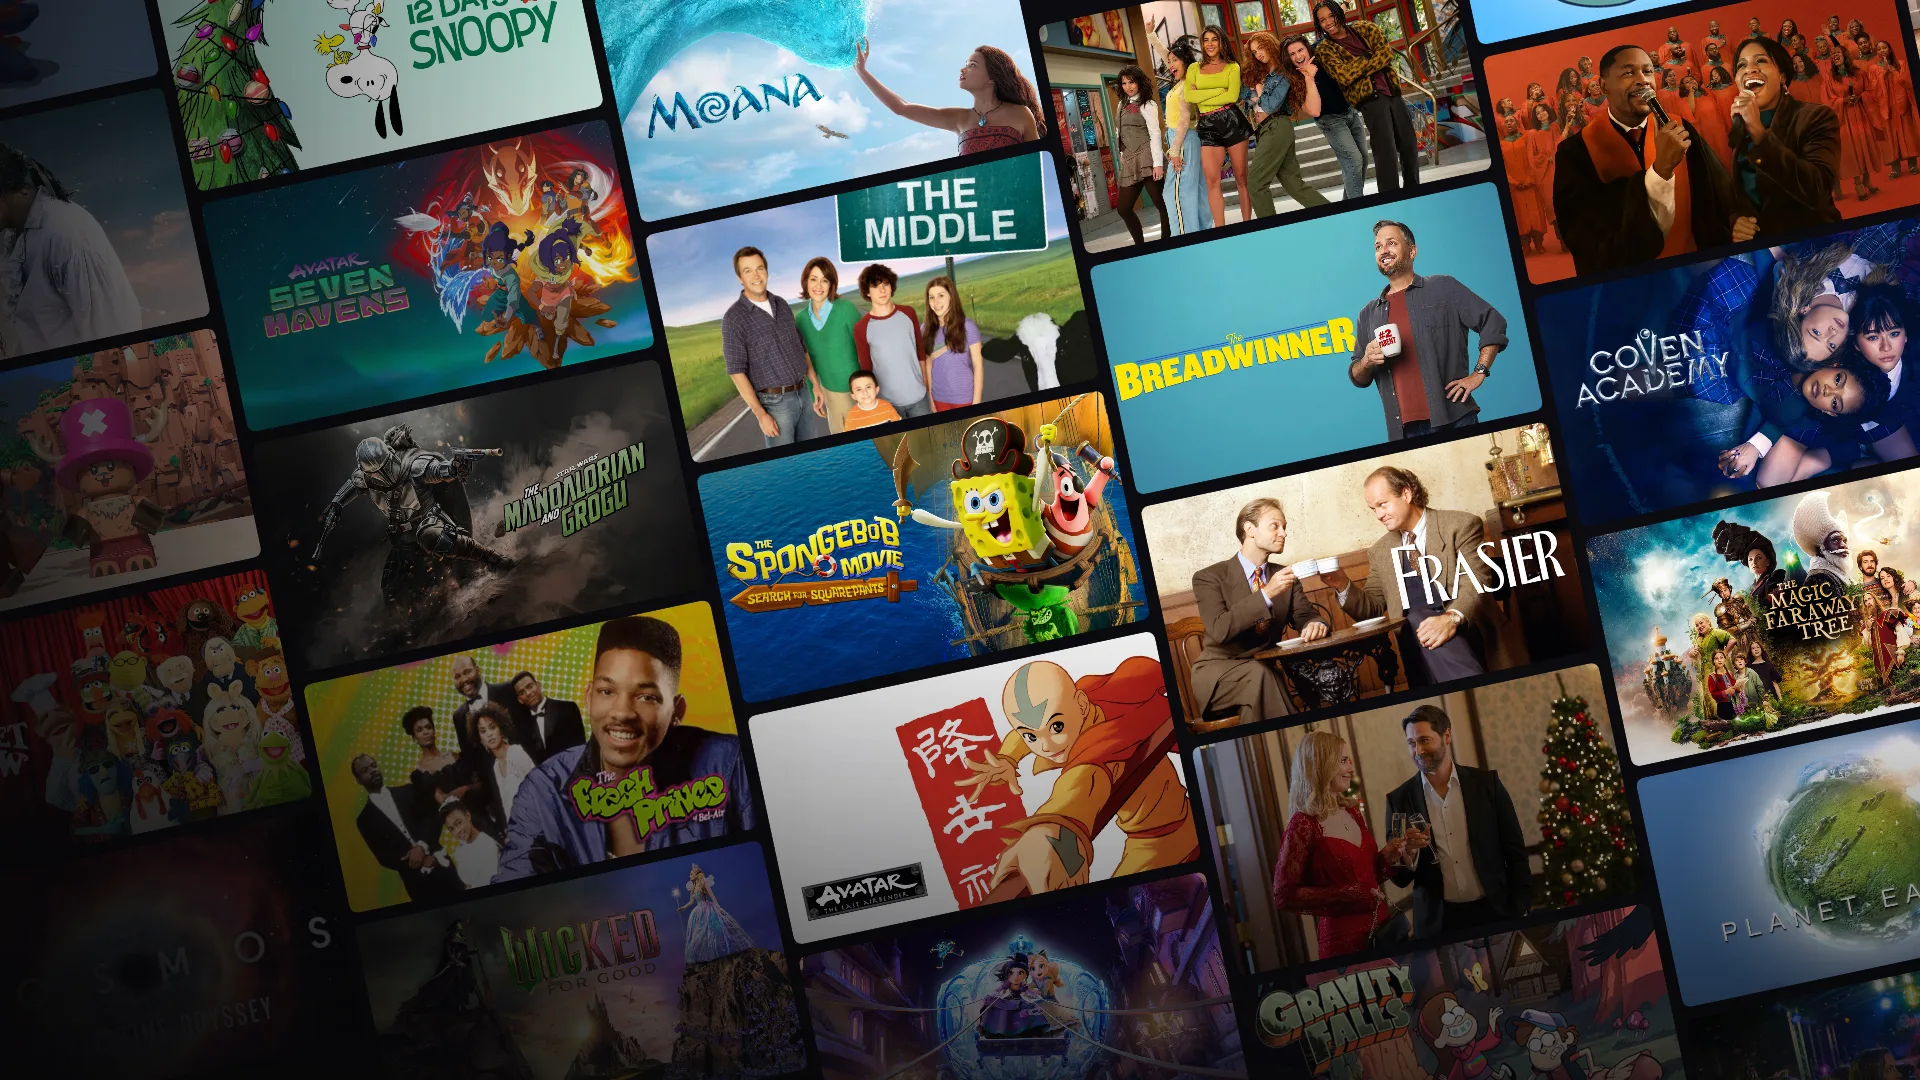 12 DAYS
SNOOPY
MOANA
AVATAR
SEVEN
HAVENS
THE
MIDDLE
The
BREADWINNER
#2
PARENT
COVEN
ACADEMY
STAR WARS
THE
MANDALORIAN
AND
GROGU
THE
SPONGEBOB
MOVIE
SEARCH FOR SQUAREPANTS
FRASIER
THE
MAGIC
FARAWAY
TREE
The
Fresh
Prince
of Bel-Air
降
世
神
AVATAR
THE LAST AIRBENDER
PLANET EA
WICKED
FOR GOOD
GRAVITY
FALLS
S M O S
ODYSSEY